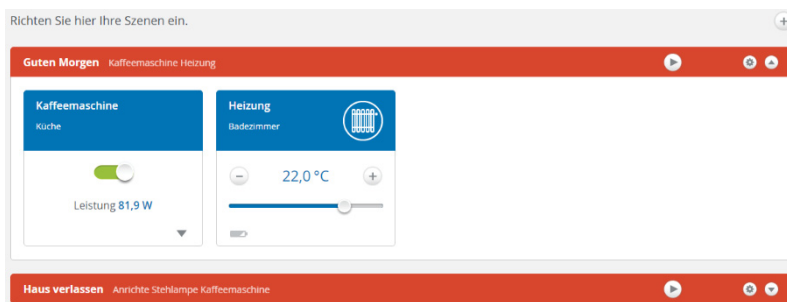 Richten Sie hier Ihre Szenen ein.
Guten Morgen Kaffeemaschine Heizung
Kaffeemaschine
Küche
Leistung 81,9 W
Heizung
Badezimmer
22,0 °C
Haus verlassen Anrichte Stehlampe Kaffeemaschine